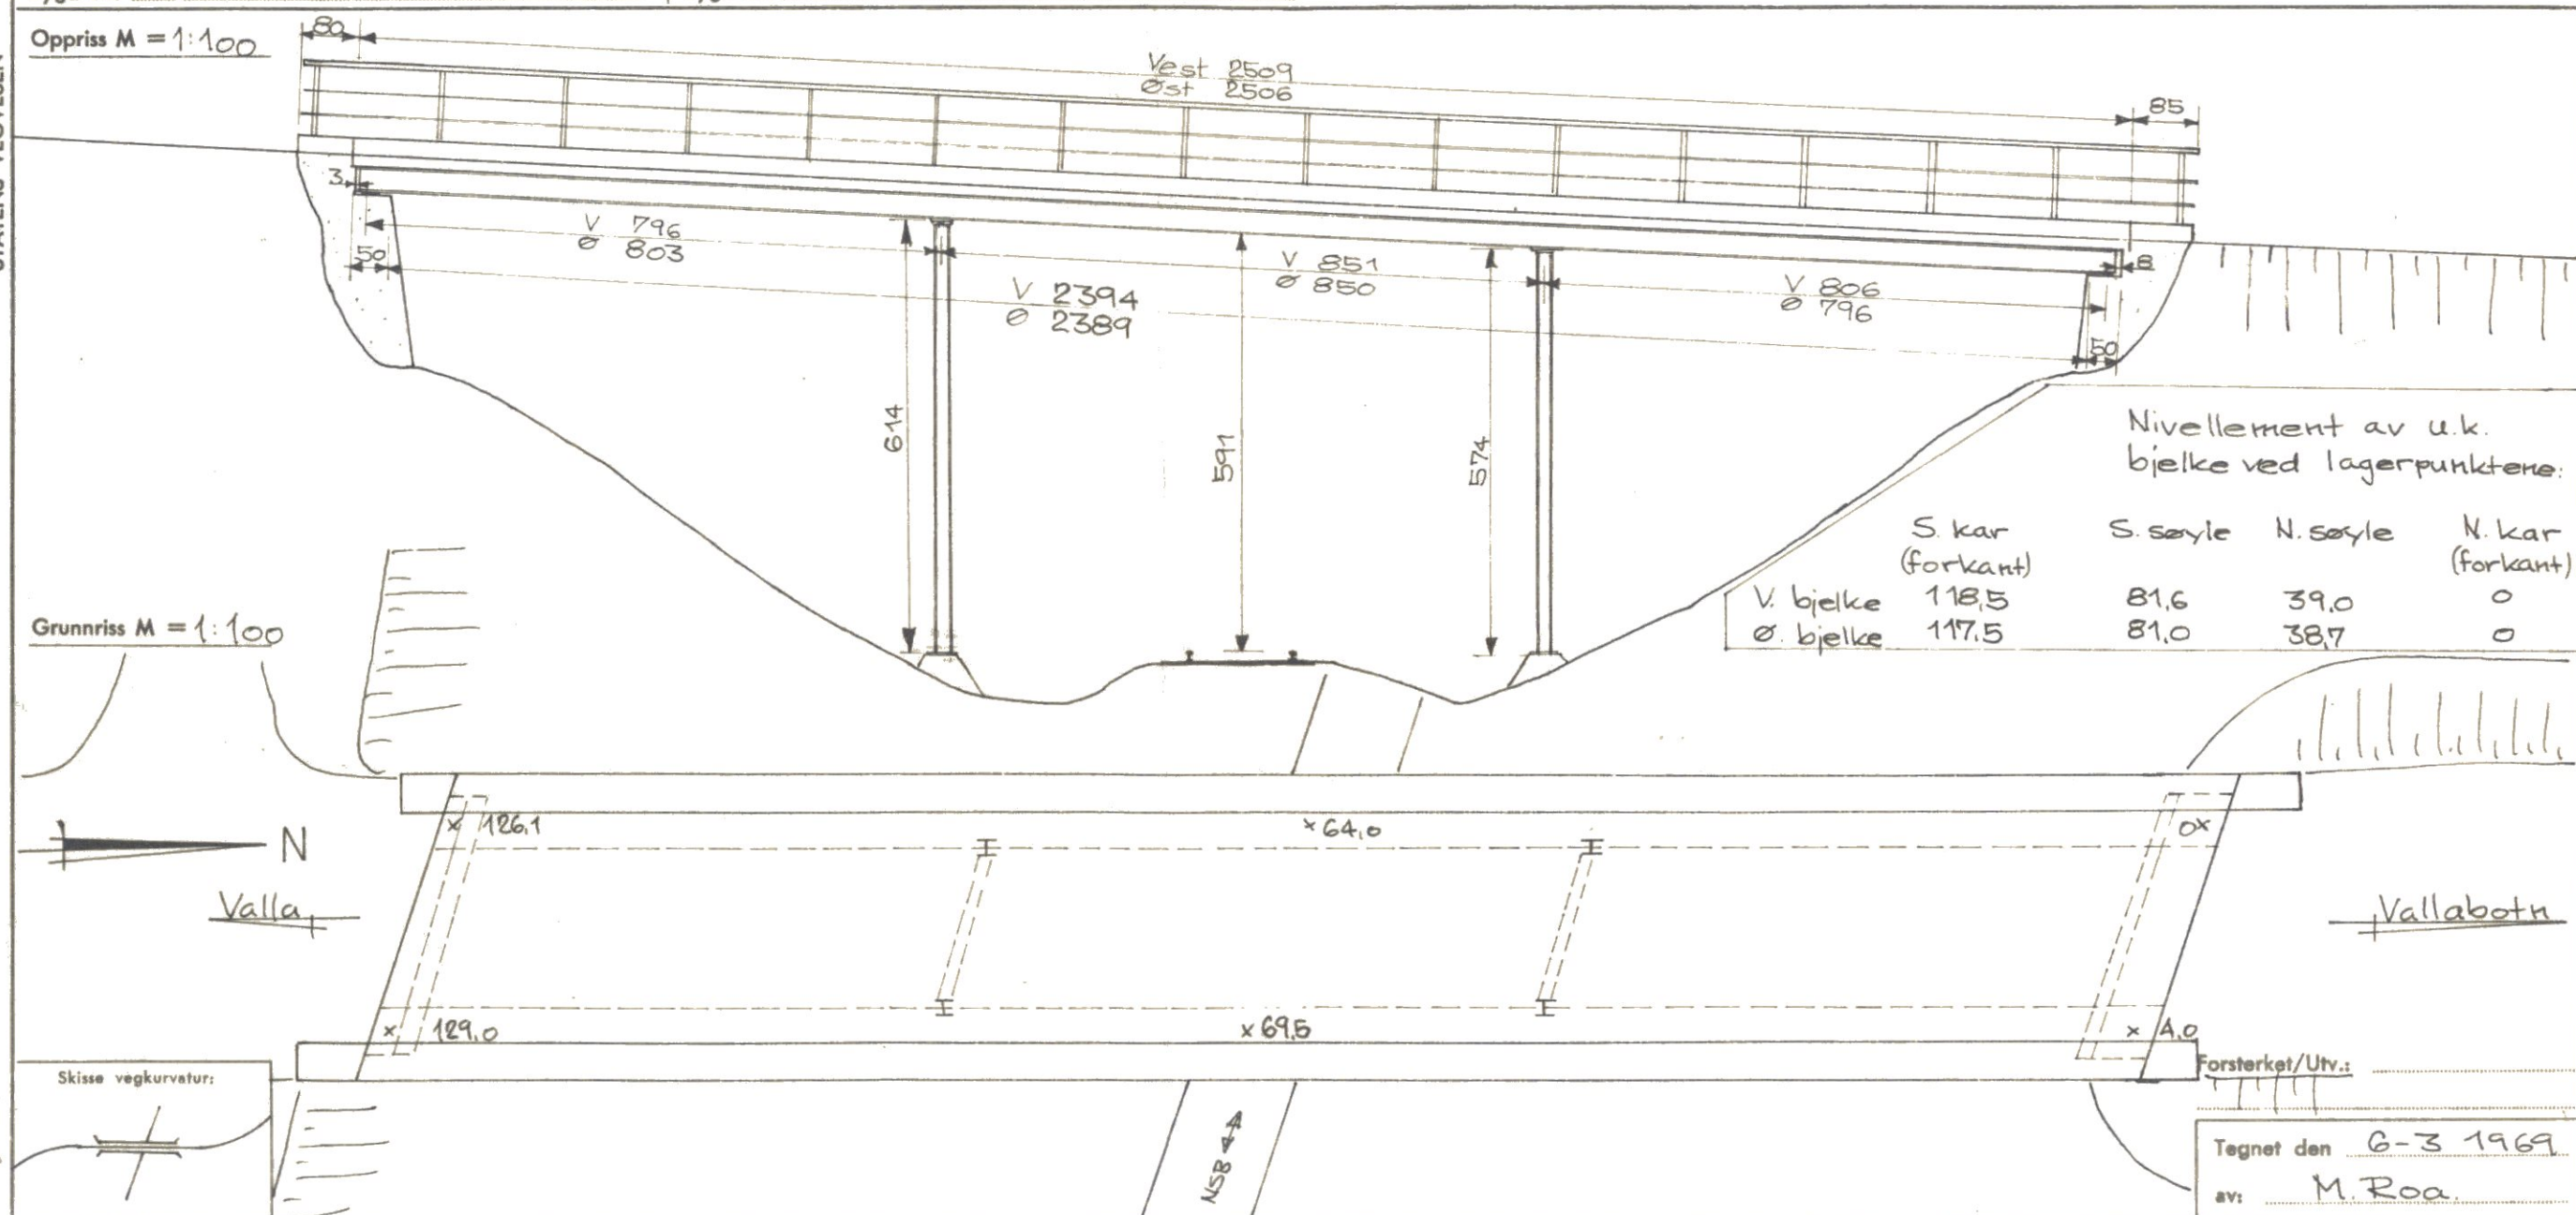 Oppriss M = 1:100
80
Vest 2509
Øst 2506
85
3
V 796
Ø 803
50
V 851
Ø 850
V 2394
Ø 2389
V 806
Ø 796
8
50
614
591
574
Nivellement av u.k.
bjelke ved lagerpunktene:
S. kar S. søyle N. søyle N. kar
(forkant) (forkant)
V. bjelke 118,5 81,6 39,0 0
Ø. bjelke 117,5 81,0 38,7 0
Grunnriss M = 1:100
x 126,1
x 64,0
0x
N
Valla
Vallabotn
x 129,0
x 69,5
x 4,0
Skisse vegkurvatur:
NSB
Forsterket/Utv.:
Tegnet den 6-3 1969
av: M. Roa.